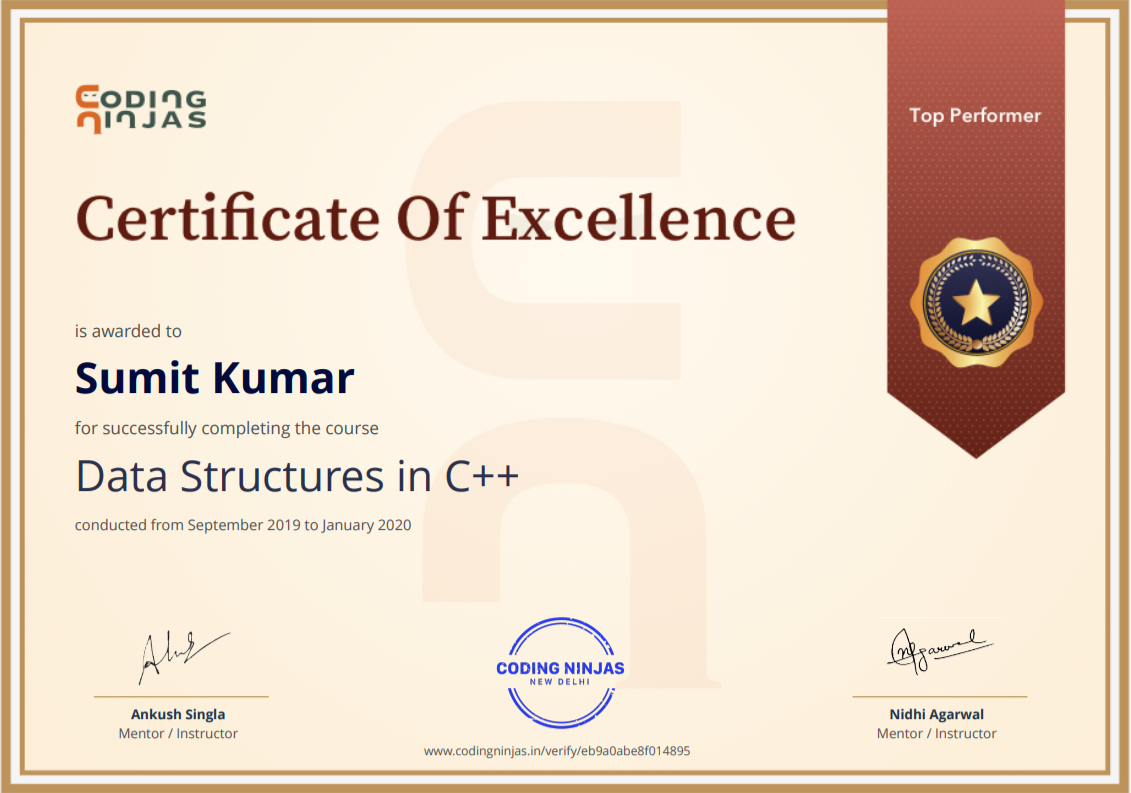 CODING
NINJAS
Top Performer
Certificate Of Excellence
is awarded to
Sumit Kumar
for successfully completing the course
Data Structures in C++
conducted from September 2019 to January 2020
CODING NINJAS
NEW DELHI
Ankush Singla
Mentor / Instructor
Nidhi Agarwal
Mentor / Instructor
www.codingninjas.in/verify/eb9a0abe8f014895